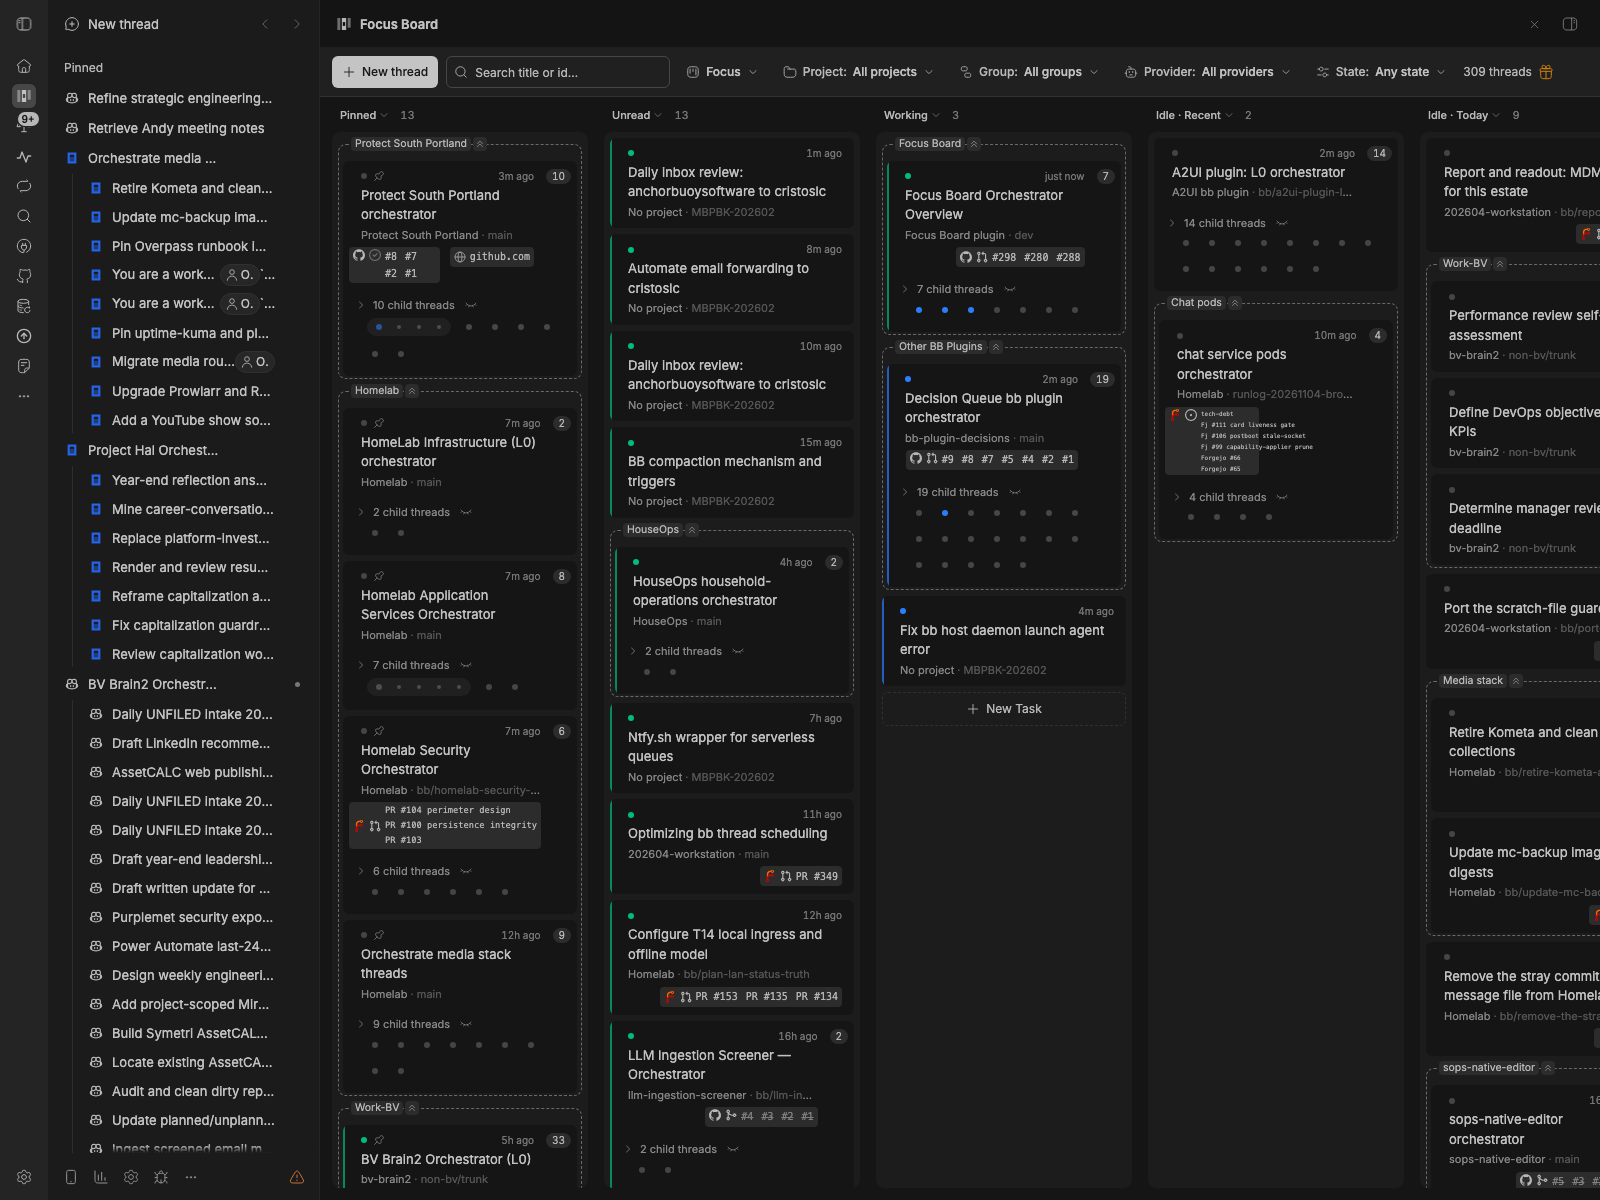 New thread
Pinned
Refine strategic engineering...
Retrieve Andy meeting notes
Orchestrate media ...
Retire Kometa and clean...
Update mc-backup ima...
Pin Overpass runbook i...
You are a work... O. `...
You are a work... O. `...
Pin uptime-kuma and pl...
Migrate media rou... O.
Upgrade Prowlarr and R...
Add a YouTube show so...
Project Hal Orchest...
Year-end reflection ans...
Mine career-conversatio...
Replace platform-invest...
Render and review resu...
Reframe capitalization a...
Fix capitalization guardr...
Review capitalization wo...
BV Brain2 Orchestr...
Daily UNFILED intake 20...
Draft LinkedIn recomme...
AssetCALC web publishi...
Daily UNFILED intake 20...
Daily UNFILED intake 20...
Draft year-end leadershi...
Draft written update for ...
Purplemet security expo...
Power Automate last-24...
Design weekly engineeri...
Add project-scoped Mir...
Build Symetri AssetCAL...
Locate existing AssetCA...
Audit and clean dirty rep...
Update planned/unplann...
Ingest screened email m...
9+
Focus Board
New thread
Search title or id...
Focus
Project: All projects
Group: All groups
Provider: All providers
State: Any state
309 threads
Pinned 13
Protect South Portland
3m ago 10
Protect South Portland
orchestrator
Protect South Portland · main
#8 #7
#2 #1
github.com
10 child threads
Homelab
7m ago 2
HomeLab Infrastructure (L0)
orchestrator
Homelab · main
2 child threads
7m ago 8
Homelab Application
Services Orchestrator
Homelab · main
7 child threads
7m ago 6
Homelab Security
Orchestrator
Homelab · bb/homelab-security-...
PR #104 perimeter design
PR #100 persistence integrity
PR #103
6 child threads
12h ago 9
Orchestrate media stack
threads
Homelab · main
9 child threads
Work-BV
5h ago 33
BV Brain2 Orchestrator (L0)
bv-brain2 · non-bv/trunk
Unread 13
1m ago
Daily inbox review:
anchorbuoysoftware to cristosic
No project · MBPBK-202602
8m ago
Automate email forwarding to
cristosic
No project · MBPBK-202602
10m ago
Daily inbox review:
anchorbuoysoftware to cristosic
No project · MBPBK-202602
15m ago
BB compaction mechanism and
triggers
No project · MBPBK-202602
HouseOps
4h ago 2
HouseOps household-
operations orchestrator
HouseOps · main
2 child threads
7h ago
Ntfy.sh wrapper for serverless
queues
No project · MBPBK-202602
11h ago
Optimizing bb thread scheduling
202604-workstation · main
PR #349
12h ago
Configure T14 local ingress and
offline model
Homelab · bb/plan-lan-status-truth
PR #153 PR #135 PR #134
16h ago 2
LLM Ingestion Screener —
Orchestrator
llm-ingestion-screener · bb/llm-in...
#4 #3 #2 #1
2 child threads
Working 3
Focus Board
just now 7
Focus Board Orchestrator
Overview
Focus Board plugin · dev
#298 #280 #288
7 child threads
Other BB Plugins
2m ago 19
Decision Queue bb plugin
orchestrator
bb-plugin-decisions · main
#9 #8 #7 #5 #4 #2 #1
19 child threads
4m ago
Fix bb host daemon launch agent
error
No project · MBPBK-202602
New Task
Idle · Recent 2
2m ago 14
A2UI plugin: L0 orchestrator
A2UI bb plugin · bb/a2ui-plugin-l...
14 child threads
Chat pods
10m ago 4
chat service pods
orchestrator
Homelab · runlog-20261104-bro...
tech-debt
Fj #111 card liveness gate
Fj #106 postboot stale-socket
Fj #99 capability-applier prune
Forgejo #66
Forgejo #65
4 child threads
Idle · Today 9
Report and readout: MDM
for this estate
202604-workstation · bb/repo
Work-BV
Performance review self-
assessment
bv-brain2 · non-bv/trunk
Define DevOps objective
KPIs
bv-brain2 · non-bv/trunk
Determine manager revie
deadline
bv-brain2 · non-bv/trunk
Port the scratch-file guar
202604-workstation · bb/port
Media stack
Retire Kometa and clean
collections
Homelab · bb/retire-kometa-a
Update mc-backup imag
digests
Homelab · bb/update-mc-bac
Remove the stray commit
message file from Homela
Homelab · bb/remove-the-stra
sops-native-editor
16
sops-native-editor
orchestrator
sops-native-editor · main
#5 #3